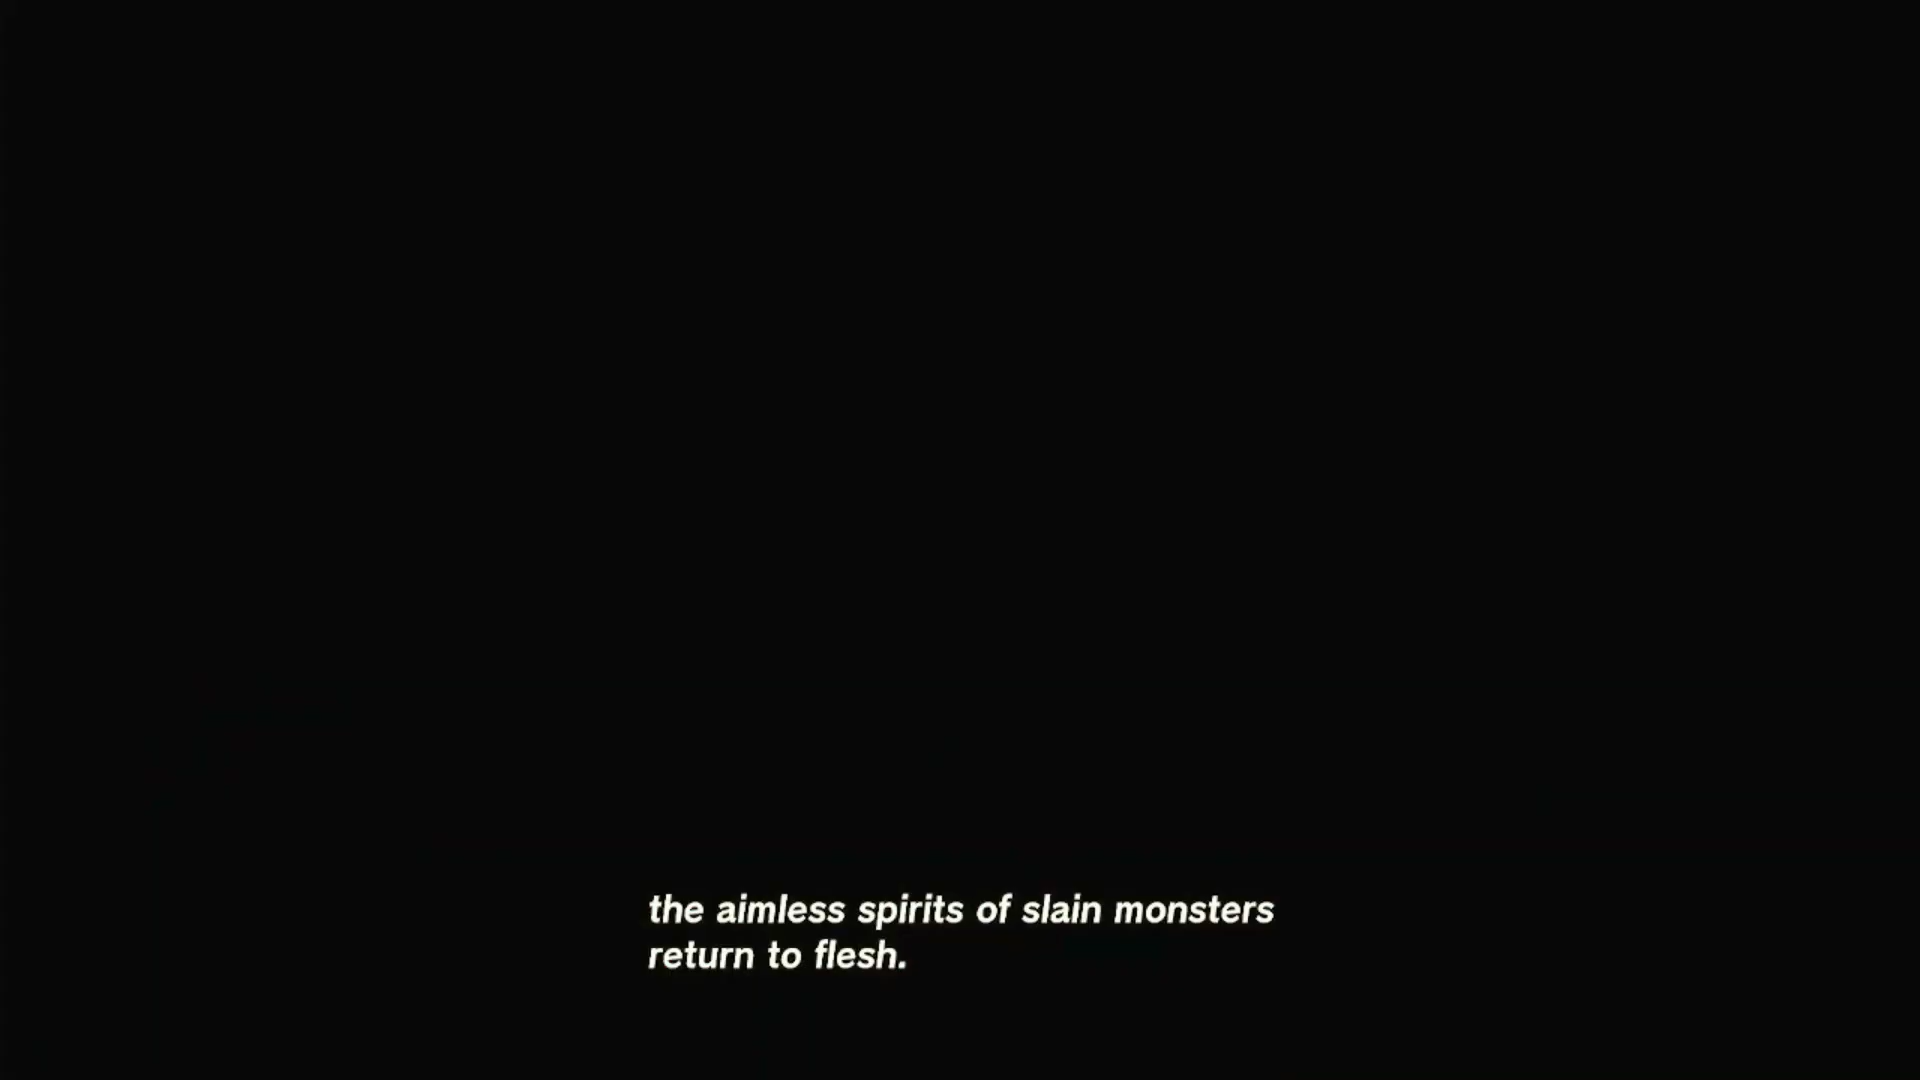 the aimless spirits of slain monsters
return to flesh.